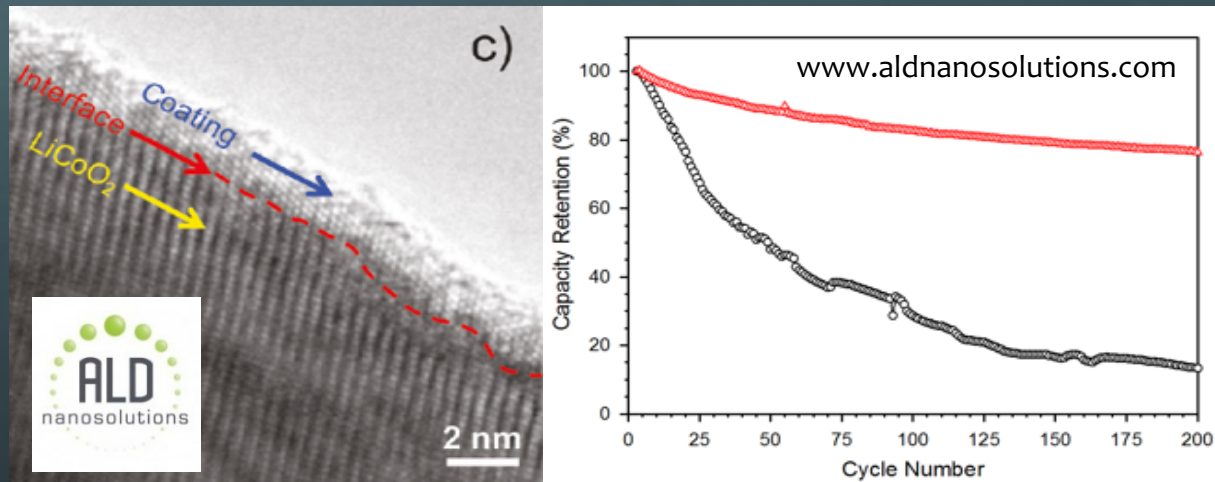 c)
Interface
Coating
LiCoO₂
ALD
nanosolutions
2 nm
www.aldnanosolutions.com
Capacity Retention (%)
100
80
60
40
20
0
0 25 50 75 100 125 150 175 200
Cycle Number